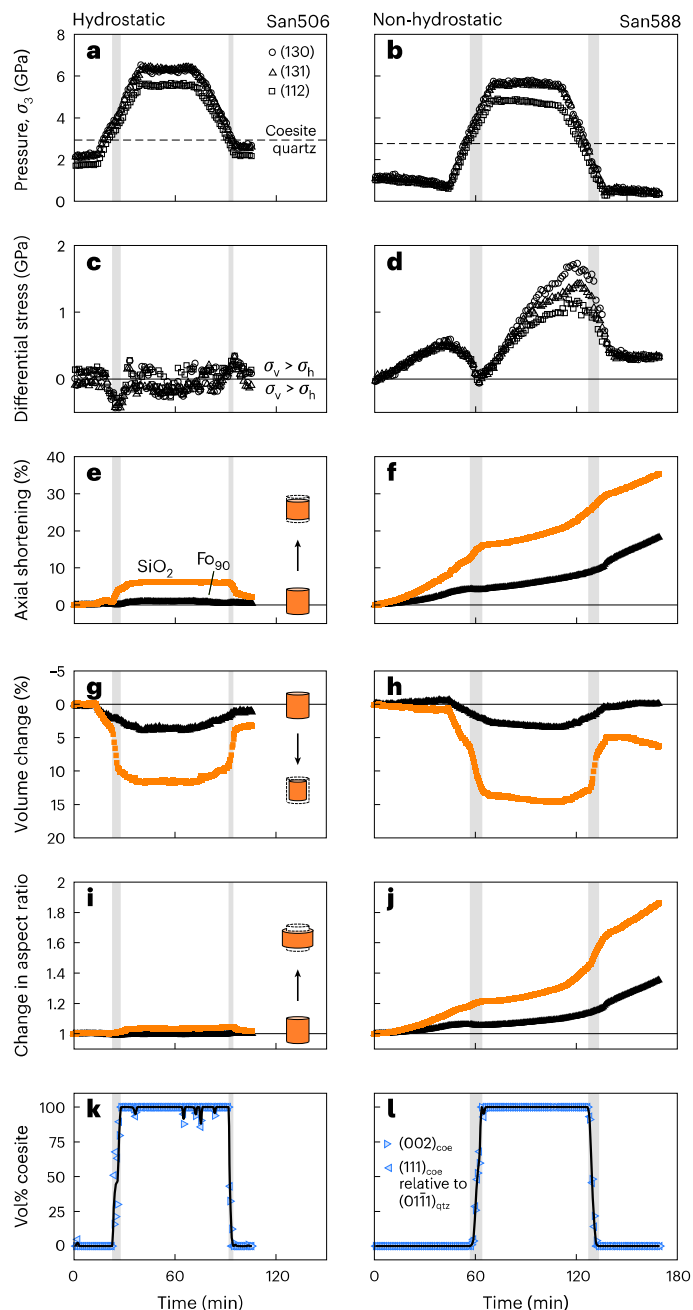 Hydrostatic San506 Non-hydrostatic San588
a
b
Pressure, σ3 (GPa)
8
6
4
2
0
(130)
(131)
(112)
Coesite
quartz
c
d
Differential stress (GPa)
2
1
0
σv > σh
σv > σh
e
f
Axial shortening (%)
40
30
20
10
0
SiO2
Fo90
g
h
Volume change (%)
–5
0
5
10
15
20
i
j
Change in aspect ratio
2
1.8
1.6
1.4
1.2
1
k
l
Vol% coesite
100
75
50
25
0
(002)coe
(111)coe
relative to
(01̄1̄1)qtz
0 60 120 0 60 120 180
Time (min) Time (min)